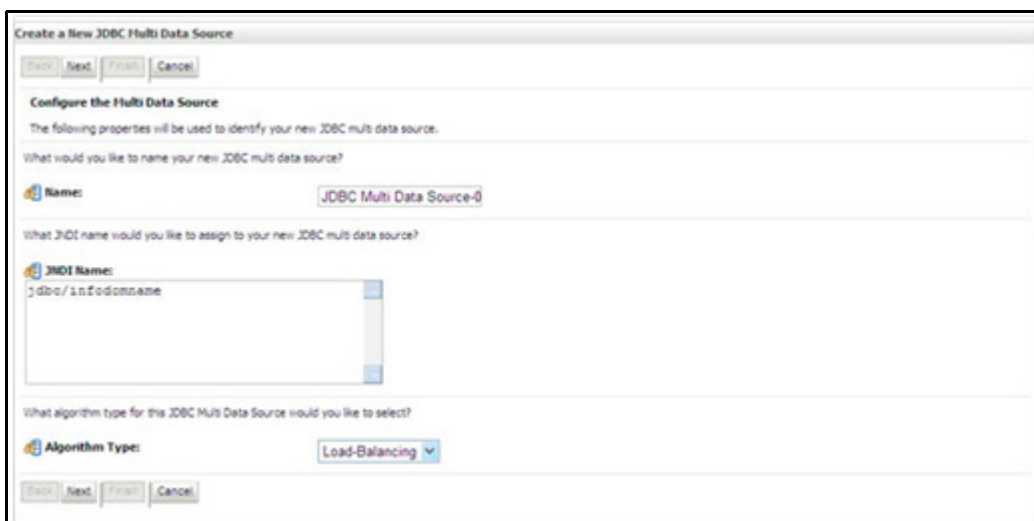 Create a New JDBC Multi Data Source
Back Next Finish Cancel
Configure the Multi Data Source
The following properties will be used to identify your new JDBC multi data source.
What would you like to name your new JDBC multi data source?
Name: JDBC Multi Data Source-0
What JNDI name would you like to assign to your new JDBC multi data source?
JNDI Name:
jdbc/infodomname
What algorithm type for this JDBC Multi Data Source would you like to select?
Algorithm Type: Load-Balancing
Back Next Finish Cancel